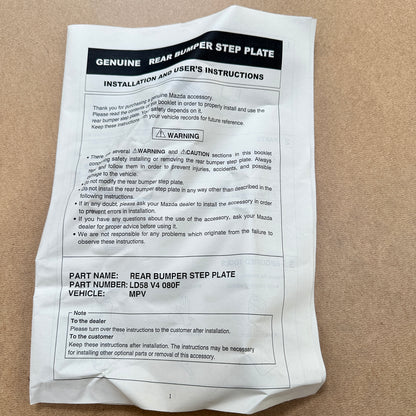 GENUINE REAR BUMPER STEP PLATE
INSTALLATION AND USER'S INSTRUCTIONS
Thank you for purchasing a genuine Mazda accessory.
Please read the contents of this booklet in order to properly install and use the
rear bumper step plate. Your safety depends on it.
Keep these instructions in your vehicle records for future reference.
⚠WARNING
• There are several ⚠WARNING and ⚠CAUTION sections in this booklet
concerning safety installing or removing the rear bumper step plate. Always
and follow them in order to prevent injuries, accidents, and possible
damage to the vehicle.
not modify the rear bumper step plate.
do not install the rear bumper step plate in any way other than described in the
following instructions.
• If in any doubt, please ask your Mazda dealer to install the accessory in order
to prevent errors in installation.
• If you have any questions about the use of the accessory, ask your Mazda
dealer for proper advice before using it.
• We are not responsible for any problems which originate from the failure to
observe these instructions.
PART NAME: REAR BUMPER STEP PLATE
PART NUMBER: LD58 V4 080F
VEHICLE: MPV
Note
To the dealer
Please turn over these instructions to the customer after installation.
To the customer
Keep these instructions after installation. The instructions may be necessary
for installing other optional parts or removal of this accessory.
1